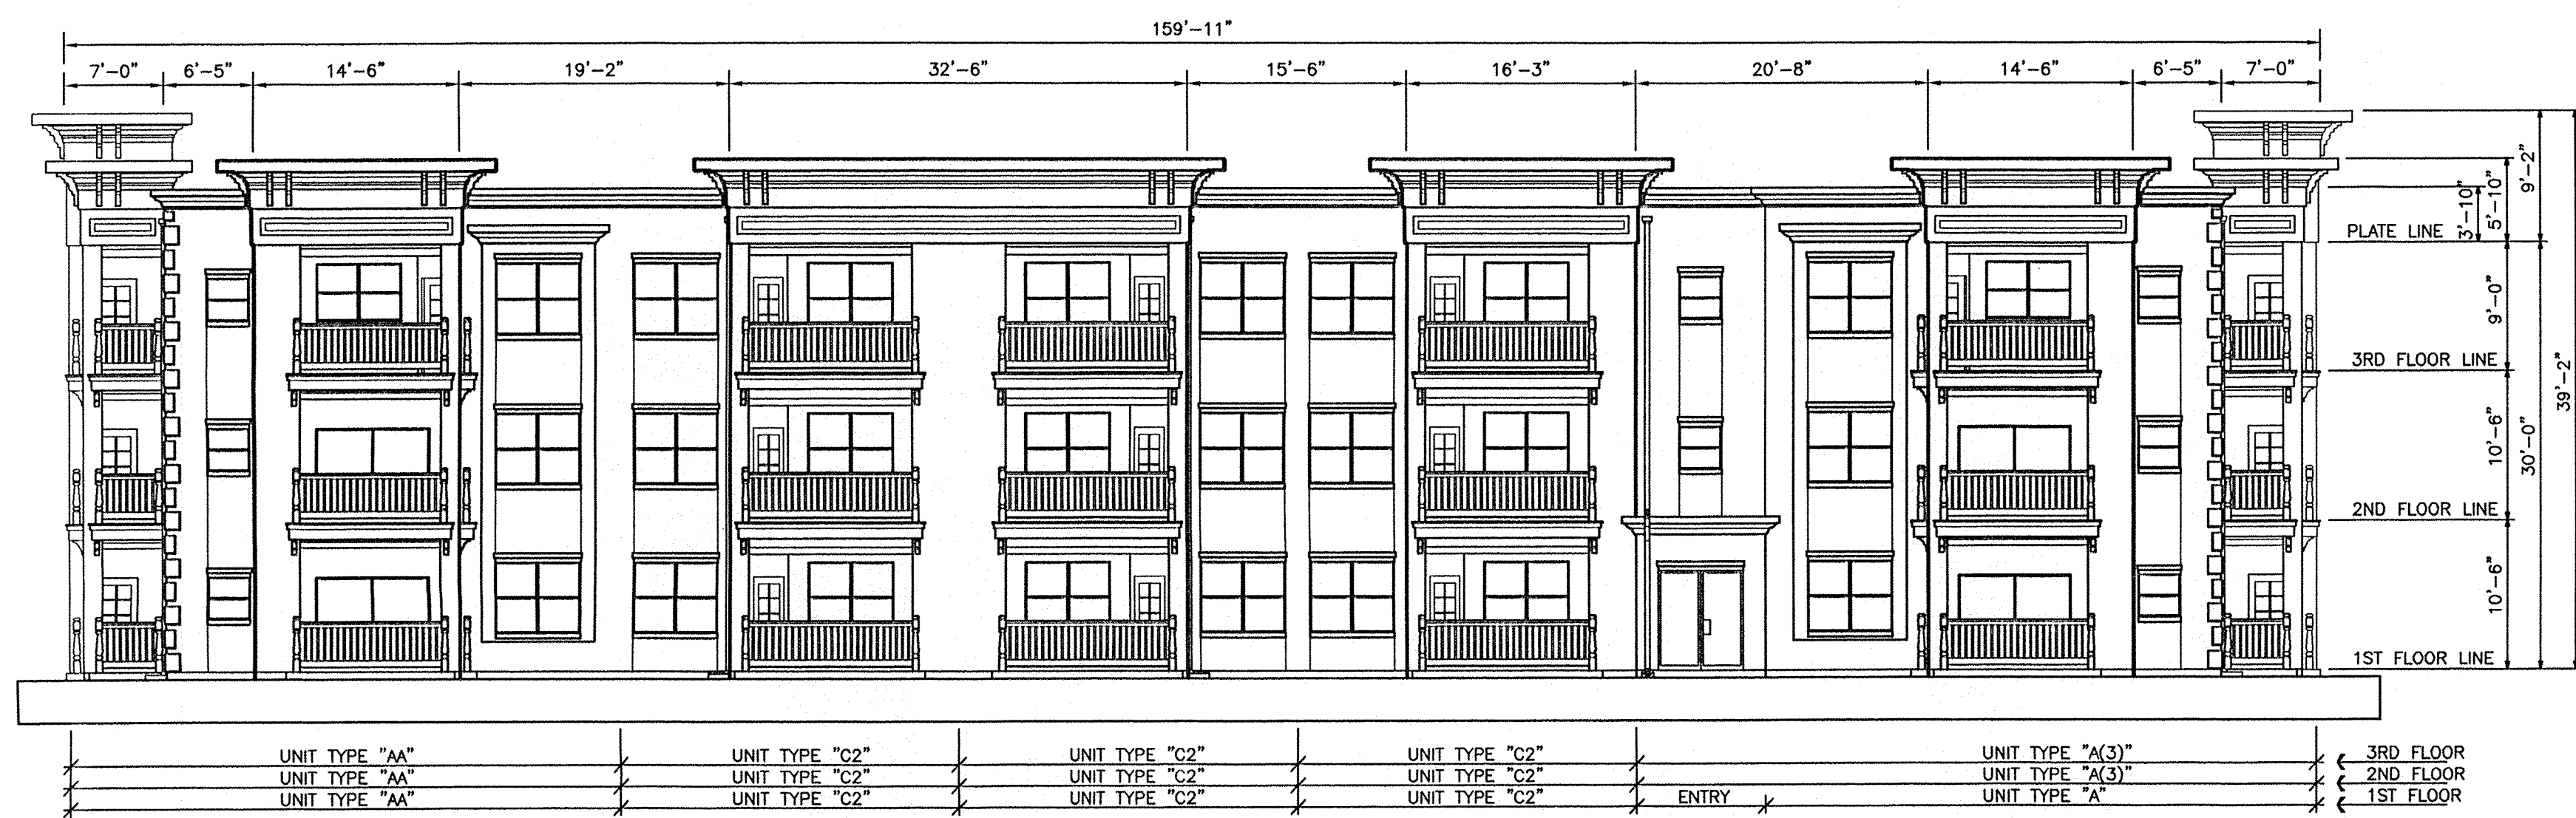 159'-11"
7'-0" 6'-5" 14'-6" 19'-2" 32'-6" 15'-6" 16'-3" 20'-8" 14'-6" 6'-5" 7'-0"
9'-2"
5'-10"
3'-10"
PLATE LINE
9'-0"
3RD FLOOR LINE
39'-2"
10'-6"
30'-0"
2ND FLOOR LINE
10'-6"
1ST FLOOR LINE
UNIT TYPE "AA" UNIT TYPE "C2" UNIT TYPE "C2" UNIT TYPE "C2" UNIT TYPE "A(3)" 3RD FLOOR
UNIT TYPE "AA" UNIT TYPE "C2" UNIT TYPE "C2" UNIT TYPE "C2" UNIT TYPE "A(3)" 2ND FLOOR
UNIT TYPE "AA" UNIT TYPE "C2" UNIT TYPE "C2" UNIT TYPE "C2" ENTRY UNIT TYPE "A" 1ST FLOOR